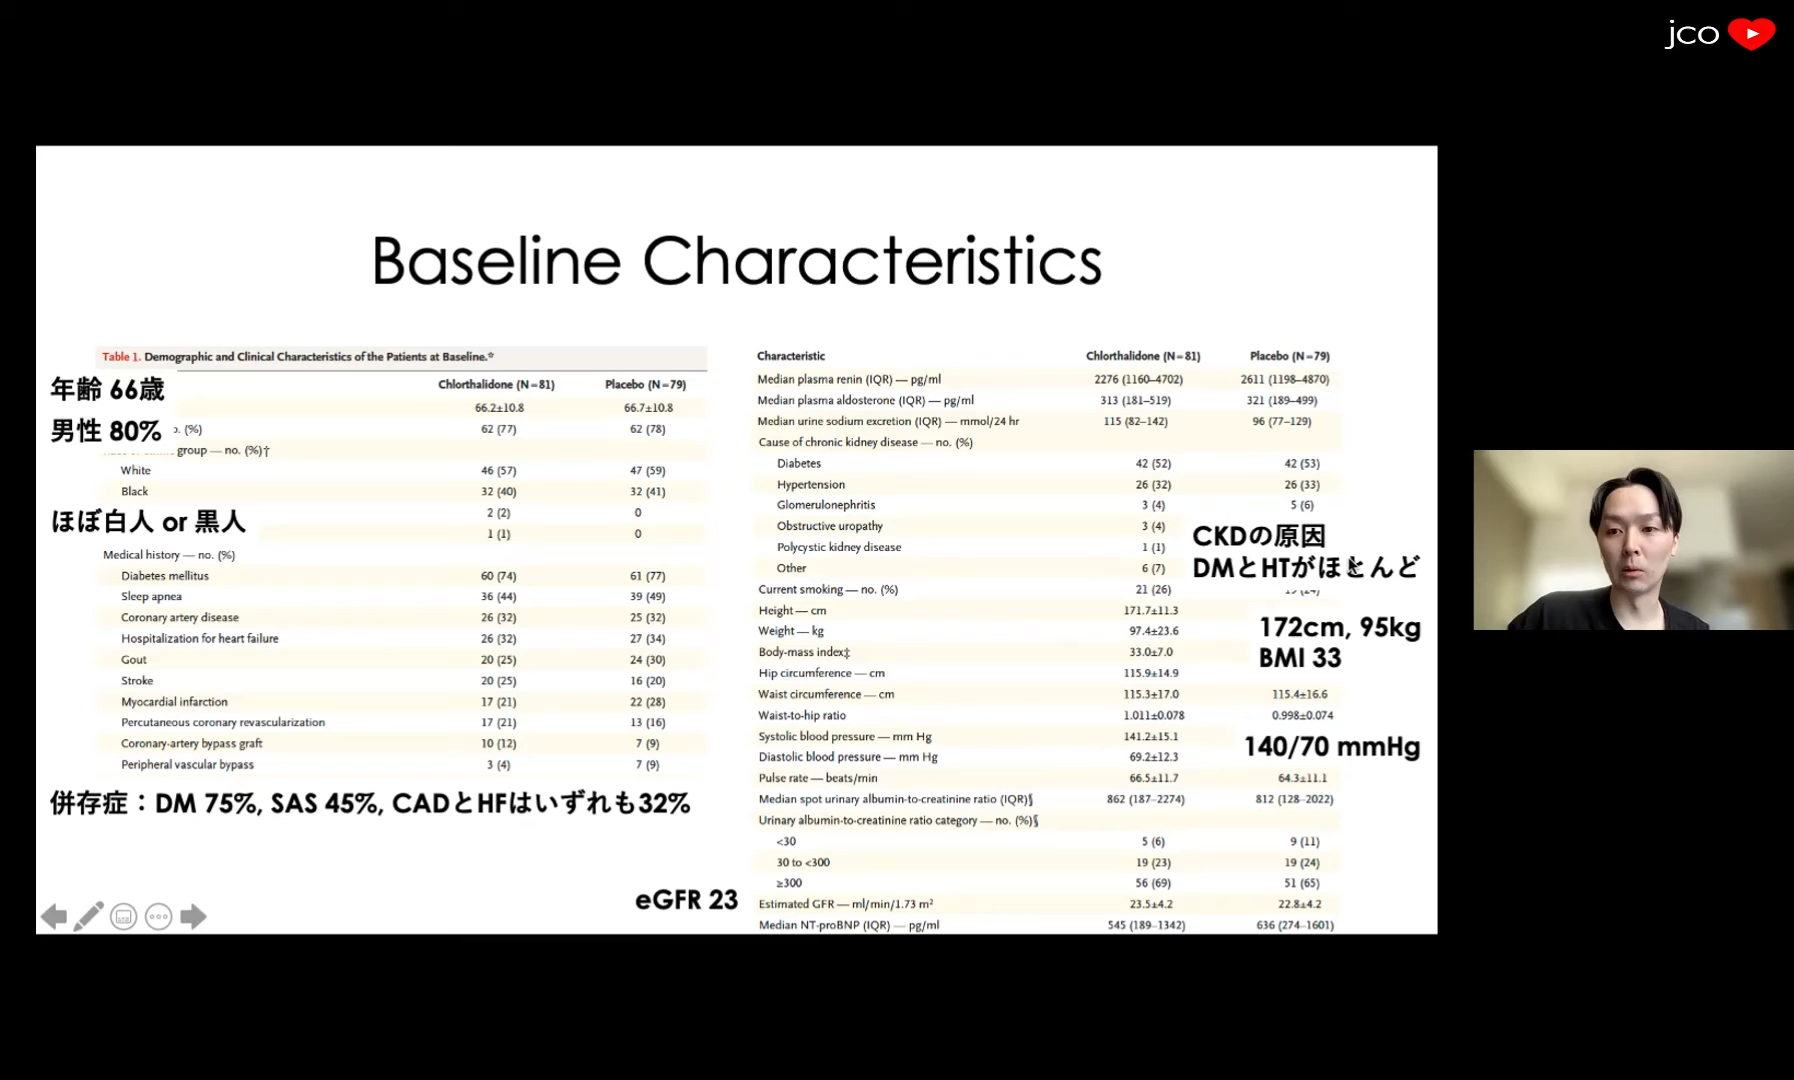 jco
Baseline Characteristics
Table 1. Demographic and Clinical Characteristics of the Patients at Baseline.*
年齢 66歳
Chlorthalidone (N=81) Placebo (N=79)
66.2±10.8 66.7±10.8
男性 80%
(%) 62 (77) 62 (78)
group — no. (%)†
White 46 (57) 47 (59)
Black 32 (40) 32 (41)
ほぼ白人 or 黒人
2 (2) 0
1 (1) 0
Medical history — no. (%)
Diabetes mellitus 60 (74) 61 (77)
Sleep apnea 36 (44) 39 (49)
Coronary artery disease 26 (32) 25 (32)
Hospitalization for heart failure 26 (32) 27 (34)
Gout 20 (25) 24 (30)
Stroke 20 (25) 16 (20)
Myocardial infarction 17 (21) 22 (28)
Percutaneous coronary revascularization 17 (21) 13 (16)
Coronary-artery bypass graft 10 (12) 7 (9)
Peripheral vascular bypass 3 (4) 7 (9)
併存症：DM 75%, SAS 45%, CADとHFはいずれも32%
Characteristic Chlorthalidone (N=81) Placebo (N=79)
Median plasma renin (IQR) — pg/ml 2276 (1160–4702) 2611 (1198–4870)
Median plasma aldosterone (IQR) — pg/ml 313 (181–519) 321 (189–499)
Median urine sodium excretion (IQR) — mmol/24 hr 115 (82–142) 96 (77–129)
Cause of chronic kidney disease — no. (%)
Diabetes 42 (52) 42 (53)
Hypertension 26 (32) 26 (33)
Glomerulonephritis 3 (4) 5 (6)
Obstructive uropathy 3 (4)
Polycystic kidney disease 1 (1)
Other 6 (7)
CKDの原因
DMとHTがほとんど
Current smoking — no. (%) 21 (26)
Height — cm 171.7±11.3
Weight — kg 97.4±23.6
Body-mass index‡ 33.0±7.0
172cm, 95kg
BMI 33
Hip circumference — cm 115.9±14.9
Waist circumference — cm 115.3±17.0 115.4±16.6
Waist-to-hip ratio 1.011±0.078 0.998±0.074
Systolic blood pressure — mm Hg 141.2±15.1
Diastolic blood pressure — mm Hg 69.2±12.3
140/70 mmHg
Pulse rate — beats/min 66.5±11.7 64.3±11.1
Median spot urinary albumin-to-creatinine ratio (IQR)§ 862 (187–2274) 812 (128–2022)
Urinary albumin-to-creatinine ratio category — no. (%)§
<30 5 (6) 9 (11)
30 to <300 19 (23) 19 (24)
≥300 56 (69) 51 (65)
eGFR 23
Estimated GFR — ml/min/1.73 m² 23.5±4.2 22.8±4.2
Median NT-proBNP (IQR) — pg/ml 545 (189–1342) 636 (274–1601)